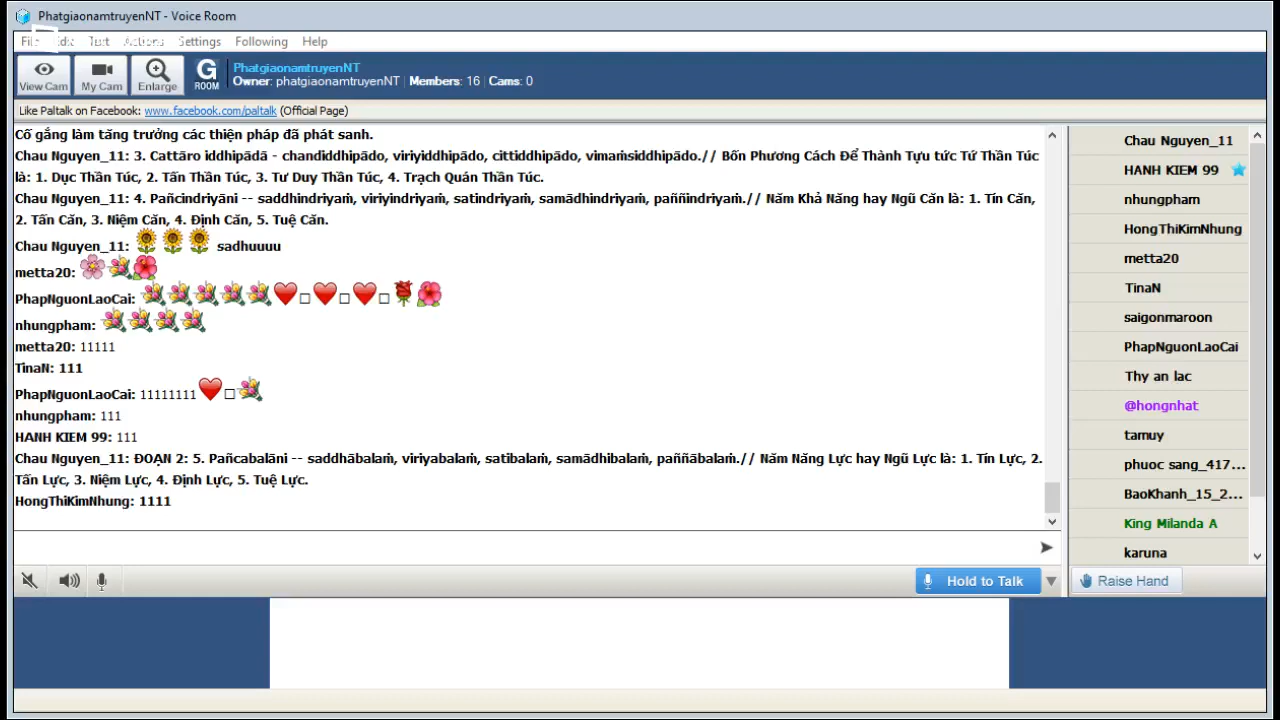 PhatgiaonamtruyenNT - Voice Room
Settings Following Help
View Cam My Cam Enlarge G ROOM
PhatgiaonamtruyenNT
Owner: phatgiaonamtruyenNT | Members: 16 | Cams: 0
Like Paltalk on Facebook: www.facebook.com/paltalk (Official Page)
Cố gắng làm tăng trưởng các thiện pháp đã phát sanh.
Chau Nguyen_11: 3. Cattāro iddhipādā - chandiddhipādo, viriyiddhipādo, cittiddhipādo, vimaṁsiddhipādo.// Bốn Phương Cách Để Thành Tựu tức Tứ Thần Túc
là: 1. Dục Thần Túc, 2. Tấn Thần Túc, 3. Tư Duy Thần Túc, 4. Trạch Quán Thần Túc.
Chau Nguyen_11: 4. Pañcindriyāni -- saddhindriyaṁ, viriyindriyaṁ, satindriyaṁ, samādhindriyaṁ, paññindriyaṁ.// Năm Khả Năng hay Ngũ Căn là: 1. Tín Căn,
2. Tấn Căn, 3. Niệm Căn, 4. Định Căn, 5. Tuệ Căn.
Chau Nguyen_11: sadhuuuu
metta20:
PhapNguonLaoCai:
nhungpham:
metta20: 11111
TinaN: 111
PhapNguonLaoCai: 11111111
nhungpham: 111
HANH KIEM 99: 111
Chau Nguyen_11: ĐOẠN 2: 5. Pañcabalāni -- saddhābalaṁ, viriyabalaṁ, satibalaṁ, samādhibalaṁ, paññābalaṁ.// Năm Năng Lực hay Ngũ Lực là: 1. Tín Lực, 2.
Tấn Lực, 3. Niệm Lực, 4. Định Lực, 5. Tuệ Lực.
HongThiKimNhung: 1111
Hold to Talk
Chau Nguyen_11
HANH KIEM 99
nhungpham
HongThiKimNhung
metta20
TinaN
saigonmaroon
PhapNguonLaoCai
Thy an lac
@hongnhat
tamuy
phuoc sang_417...
BaoKhanh_15_2...
King Milanda A
karuna
Raise Hand